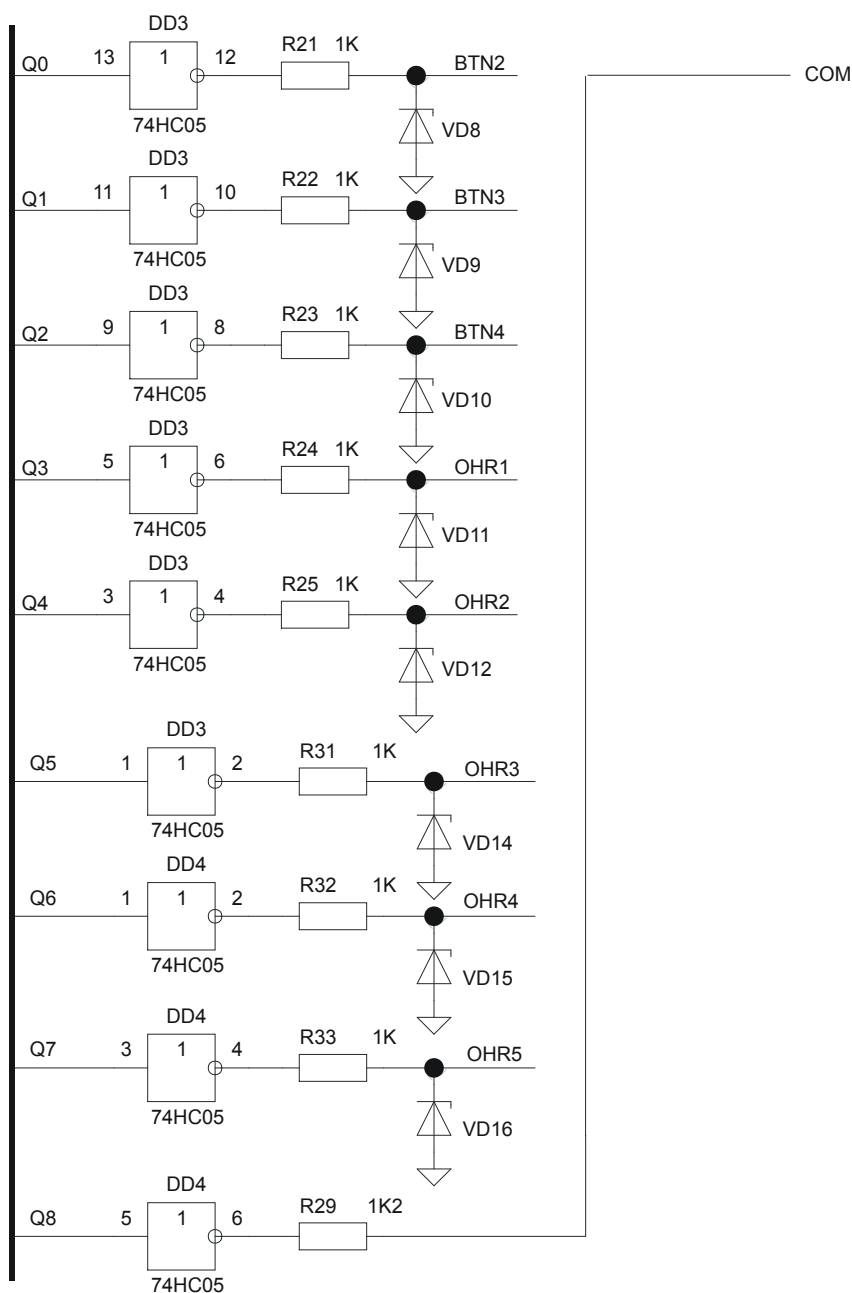 DD3
Q0 13 1 12 R21 1K BTN2 COM
74HC05 VD8
DD3
Q1 11 1 10 R22 1K BTN3
74HC05 VD9
DD3
Q2 9 1 8 R23 1K BTN4
74HC05 VD10
DD3
Q3 5 1 6 R24 1K OHR1
74HC05 VD11
DD3
Q4 3 1 4 R25 1K OHR2
74HC05 VD12
DD3
Q5 1 1 2 R31 1K OHR3
74HC05 VD14
DD4
Q6 1 1 2 R32 1K OHR4
74HC05 VD15
DD4
Q7 3 1 4 R33 1K OHR5
74HC05 VD16
DD4
Q8 5 1 6 R29 1K2
74HC05